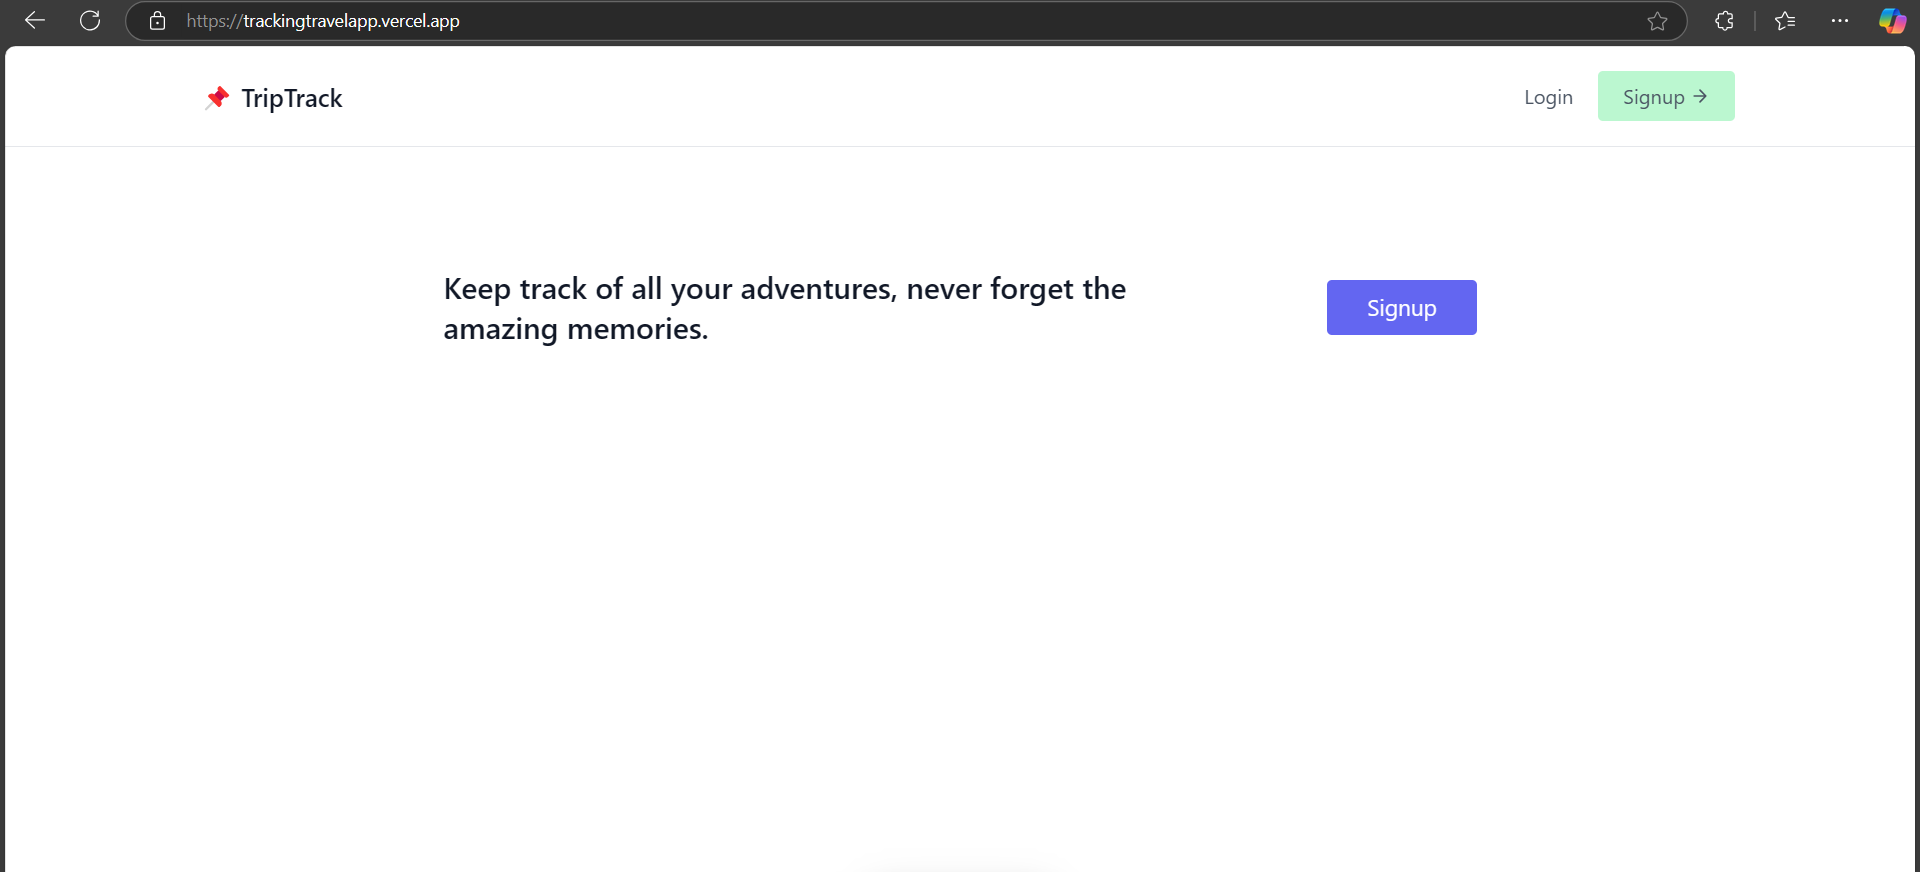 https://trackingtravelapp.vercel.app
TripTrack
Login
Signup →
Keep track of all your adventures, never forget the
amazing memories.
Signup